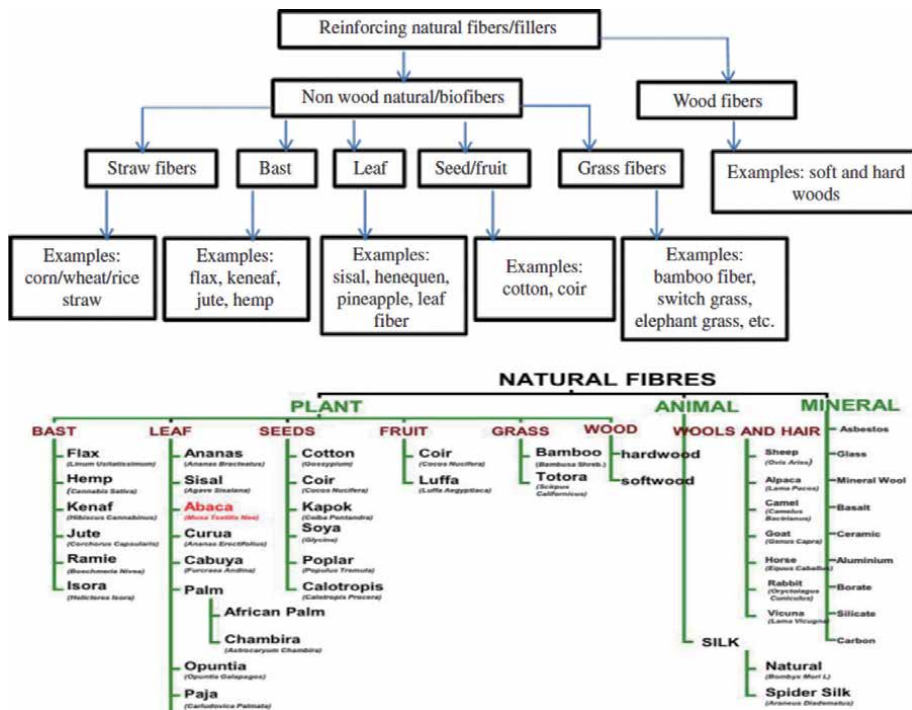 Reinforcing natural fibers/fillers
Non wood natural/biofibers
Wood fibers
Straw fibers
Bast
Leaf
Seed/fruit
Grass fibers
Examples: soft and hard
woods
Examples:
corn/wheat/rice
straw
Examples:
flax, keneaf,
jute, hemp
Examples:
sisal, henequen,
pineapple, leaf
fiber
Examples:
cotton, coir
Examples:
bamboo fiber,
switch grass,
elephant grass, etc.
NATURAL FIBRES
PLANT
ANIMAL
MINERAL
BAST
LEAF
SEEDS
FRUIT
GRASS
WOOD
WOOLS AND HAIR
Flax
(Linum Usitatissimum)
Hemp
(Cannabis Sativa)
Kenaf
(Hibiscus Cannabinus)
Jute
(Corchorus Capsularis)
Ramie
(Boechmeria Nivea)
Isora
(Helicteres Isora)
Ananas
(Ananas Bracteatus)
Sisal
(Agave Sisalana)
Abaca
(Musa Textilis Nee)
Curua
(Ananas Erectifolius)
Cabuya
(Furcraea Andina)
Palm
African Palm
Chambira
(Astrocaryum Chambira)
Opuntia
(Opuntia Galapagos)
Paja
(Carludovica Palmata)
Cotton
(Gossypium)
Coir
(Cocos Nucifera)
Kapok
(Ceiba Pentandra)
Soya
(Glycine)
Poplar
(Populus Tremula)
Calotropis
(Calotropis Procera)
Coir
(Cocos Nucifera)
Luffa
(Luffa Aegyptiaca)
Bamboo
(Bambusa Shreb.)
Totora
(Scirpus
Californicus)
hardwood
softwood
Sheep
(Ovis Aries)
Alpaca
(Lama Pacos)
Camel
(Camelus
Bactrianus)
Goat
(Genus Capra)
Horse
(Equus Caballus)
Rabbit
(Oryctolagus
Cuniculus)
Vicuna
(Lama Vicugna)
SILK
Natural
(Bombyx Mori L)
Spider Silk
(Araneus Diadematus)
Asbestos
Glass
Mineral Wool
Basalt
Ceramic
Aluminium
Borate
Silicate
Carbon